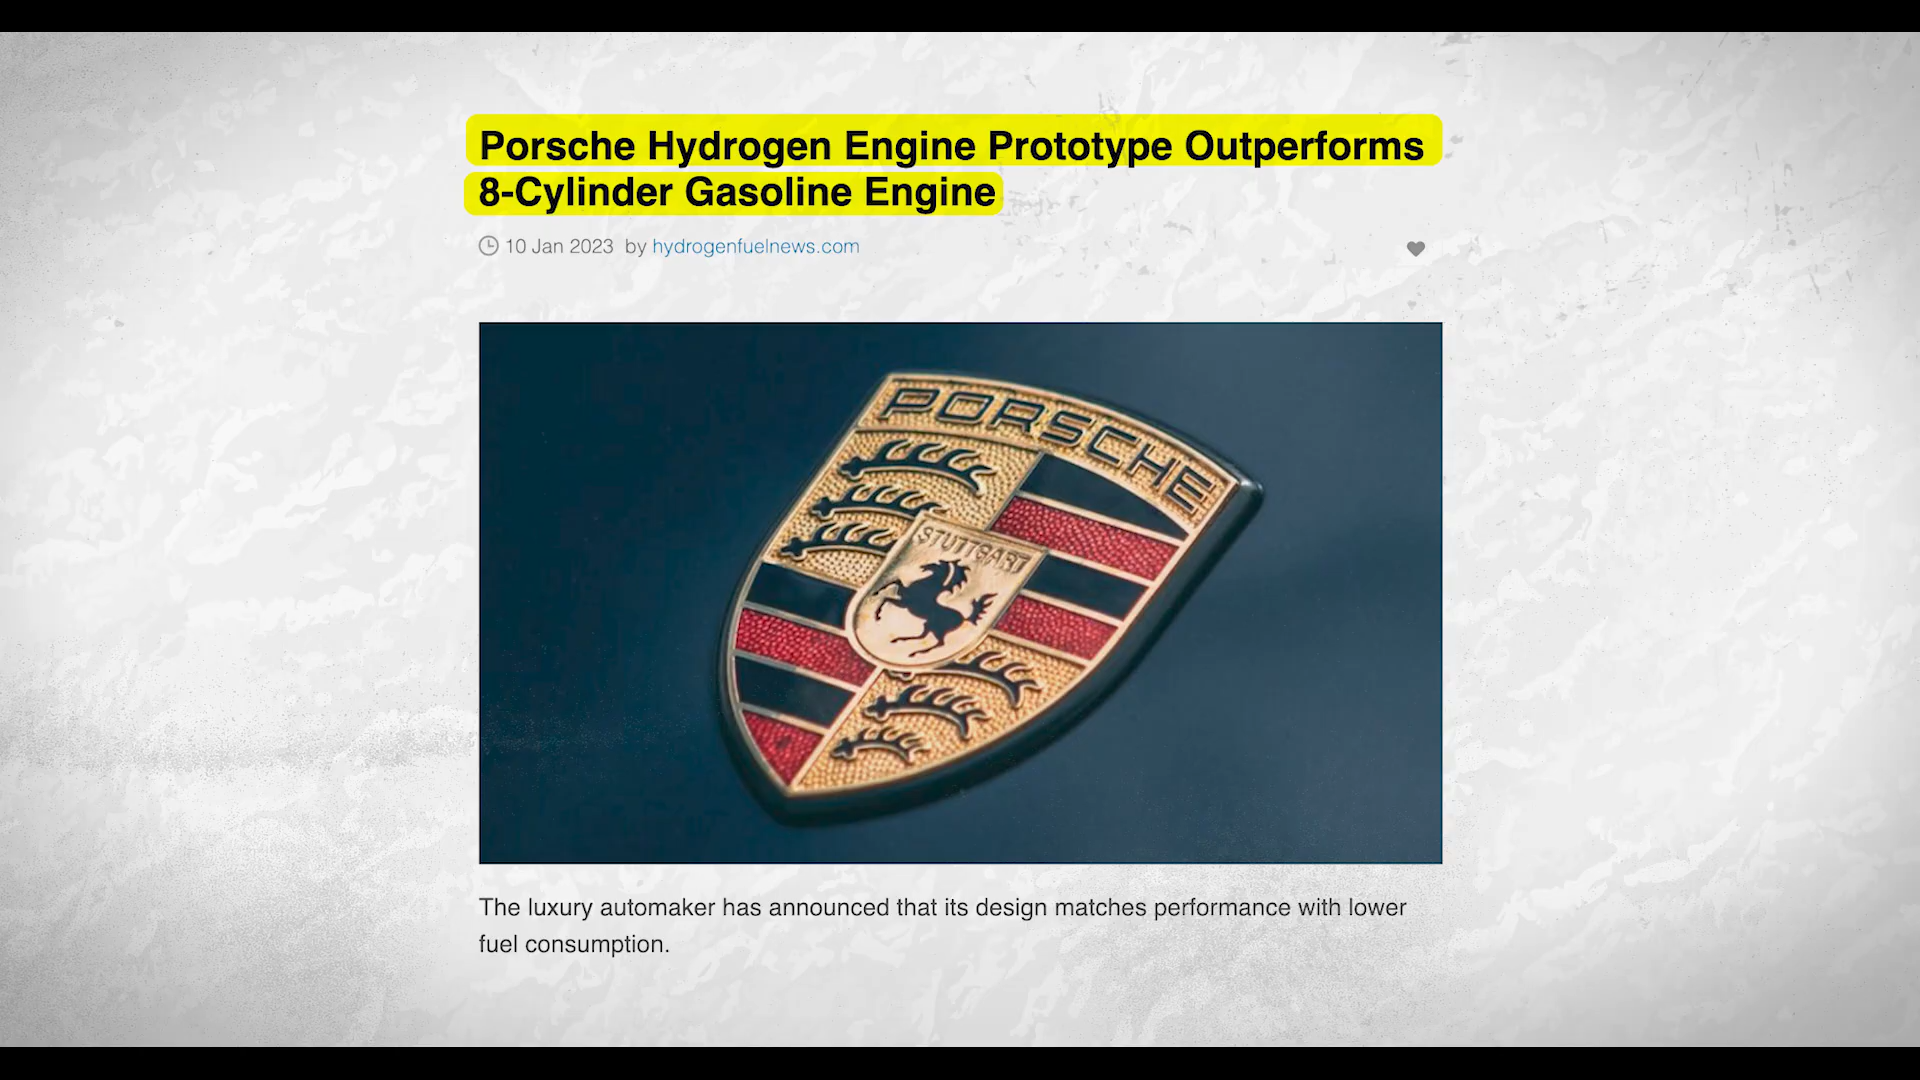 Porsche Hydrogen Engine Prototype Outperforms
8-Cylinder Gasoline Engine
10 Jan 2023 by hydrogenfuelnews.com
PORSCHE
STUTTGART
The luxury automaker has announced that its design matches performance with lower
fuel consumption.